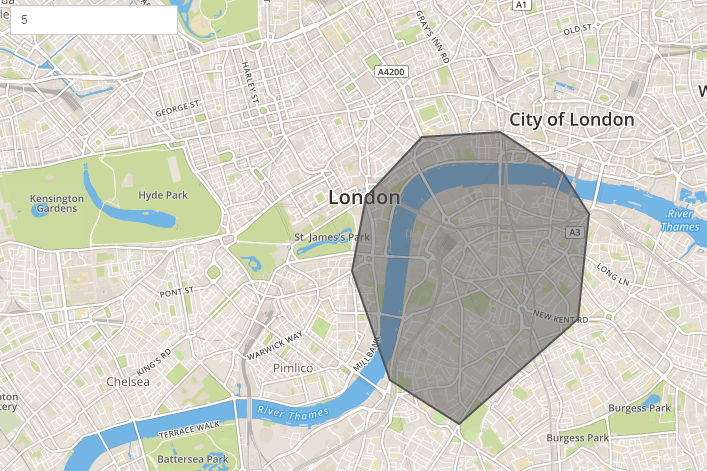 5
A1
GRAY'S INN RD
OLD ST
HARLEY ST
A4200
GEORGE ST
City of London
Hyde Park
Kensington
Gardens
London
River
Thames
St. James's Park
A3
LONG LN
PONT ST
NEW KENT RD
WARWICK WAY
MILLBANK
KING'S RD
Pimlico
Chelsea
River Thames
Burgess Park
TERRACE WALK
Burgess Park
Battersea Park